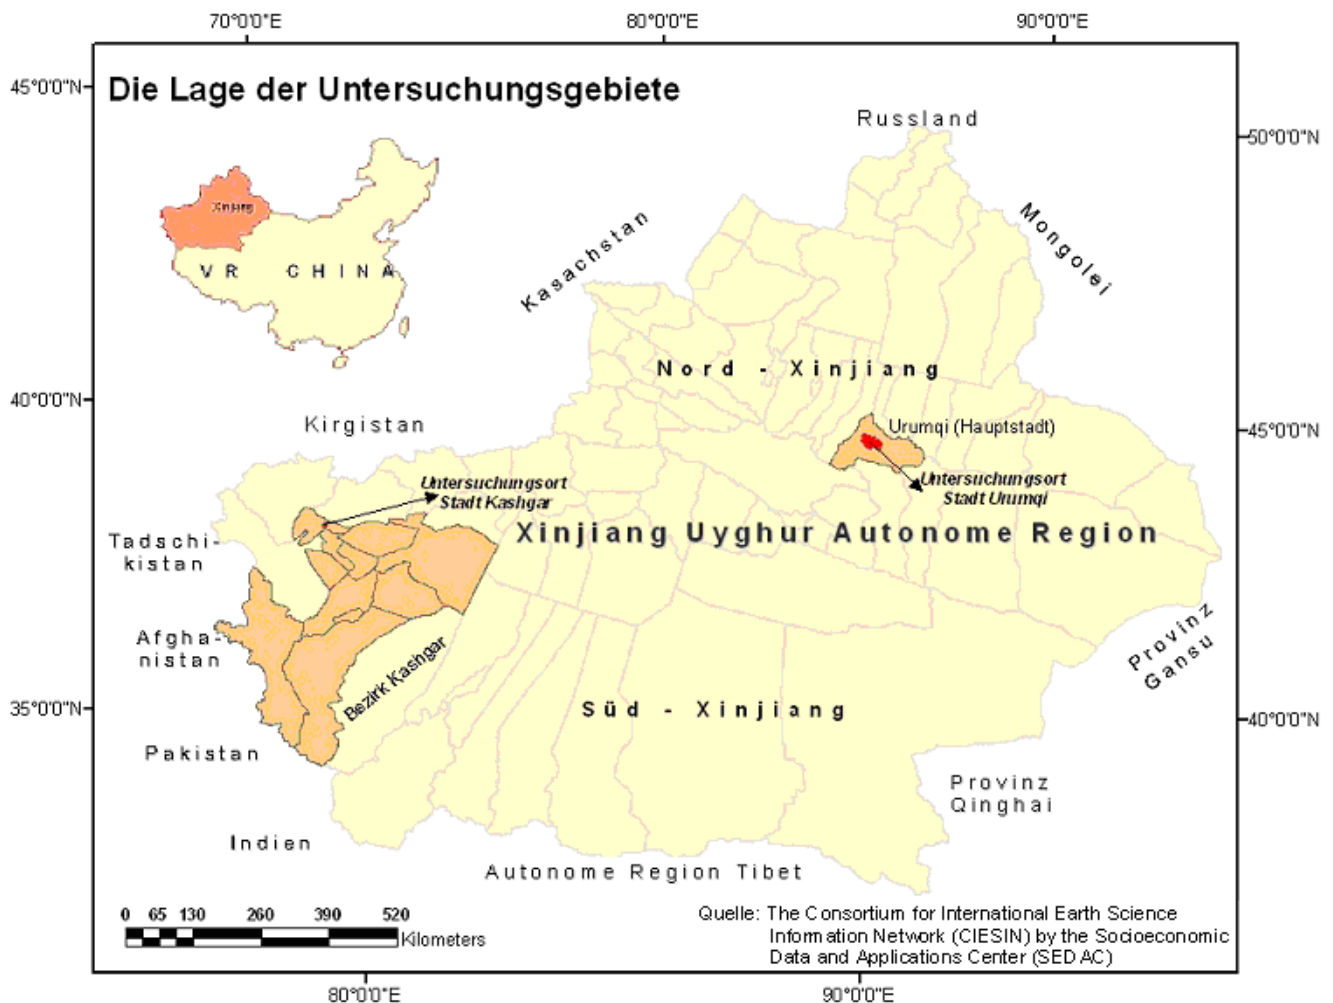 70°0'0"E
80°0'0"E
90°0'0"E
45°0'0"N
Die Lage der Untersuchungsgebiete
Russland
50°0'0"N
Xinjiang
Mongolei
Kasachstan
VR CHINA
Nord - Xinjiang
40°0'0"N
Kirgistan
Urumqi (Hauptstadt)
45°0'0"N
Untersuchungsort
Stadt Kashgar
Untersuchungsort
Stadt Urumqi
Xinjiang Uyghur Autonome Region
Tadschi-
kistan
Afgha-
nistan
Provinz
Gansu
Bezirk Kashgar
35°0'0"N
Süd - Xinjiang
40°0'0"N
Pakistan
Provinz
Qinghai
Indien
Autonome Region Tibet
0 65 130 260 390 520
Kilometers
Quelle: The Consortium for International Earth Science
Information Network (CIESIN) by the Socioeconomic
Data and Applications Center (SEDAC)
80°0'0"E
90°0'0"E